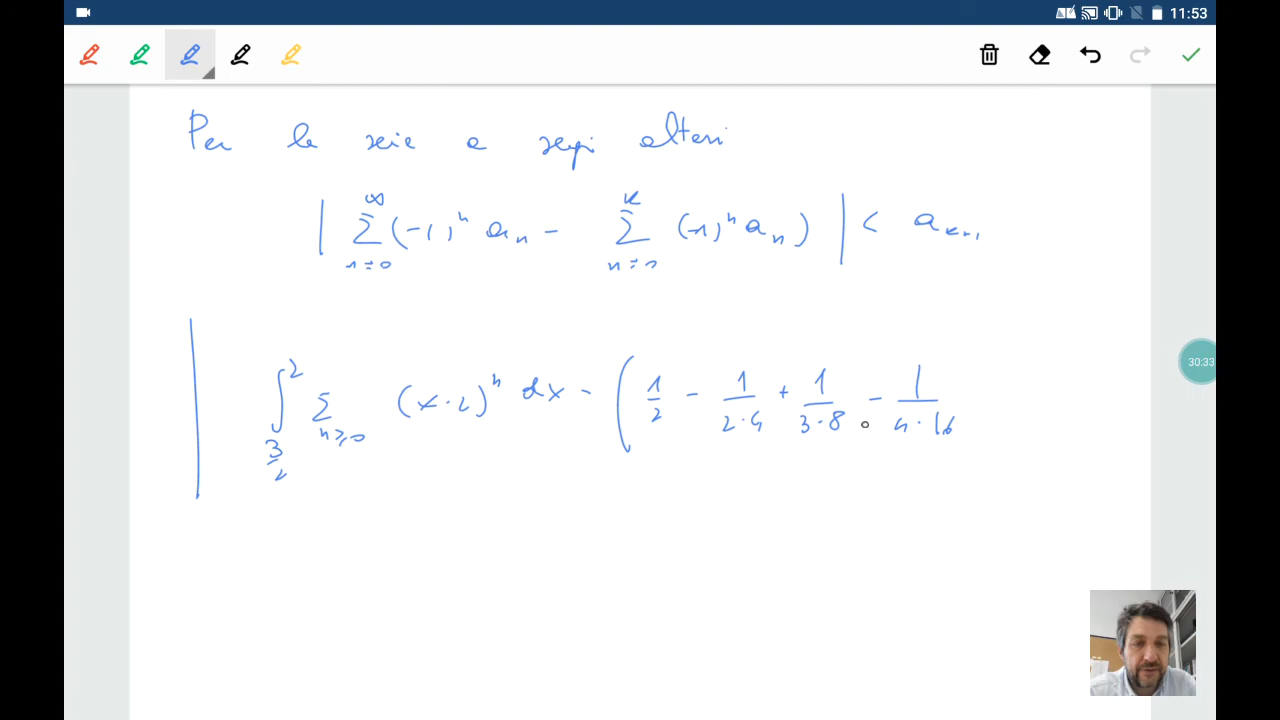 11:53
Per le serie a segni alterni
| ∑_{n=0}^{∞} (-1)^n a_n - ∑_{n=0}^{k} (-1)^n a_n) | < a_{k+1}
| ∫_{3/2}^{2} ∑_{n≥0} (x-2)^n dx - ( 1/2 - 1/(2·4) + 1/(3·8) - 1/(4·16)
30:33